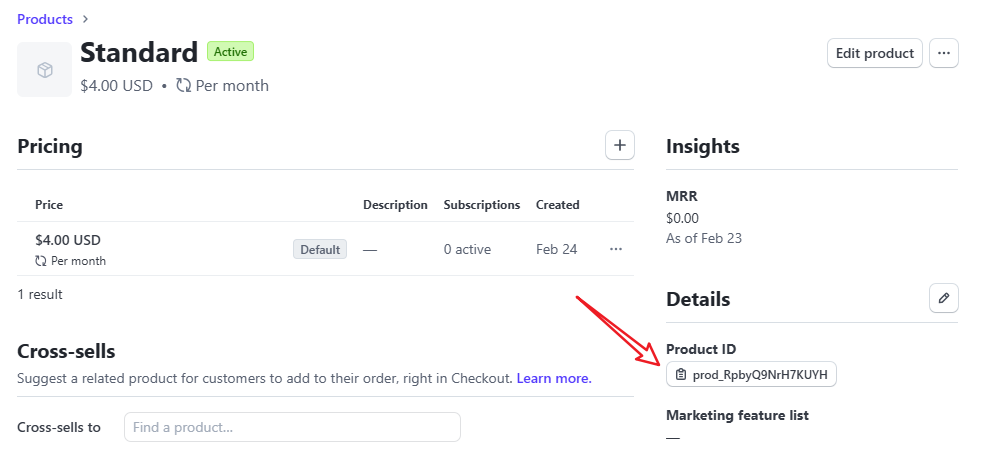 Products >
Standard Active
$4.00 USD • Per month
Edit product ...
Pricing
Price Description Subscriptions Created
$4.00 USD Default — 0 active Feb 24 ...
Per month
1 result
Cross-sells
Suggest a related product for customers to add to their order, right in Checkout. Learn more.
Cross-sells to Find a product...
Insights
MRR
$0.00
As of Feb 23
Details
Product ID
prod_RpbyQ9NrH7KUYH
Marketing feature list
—